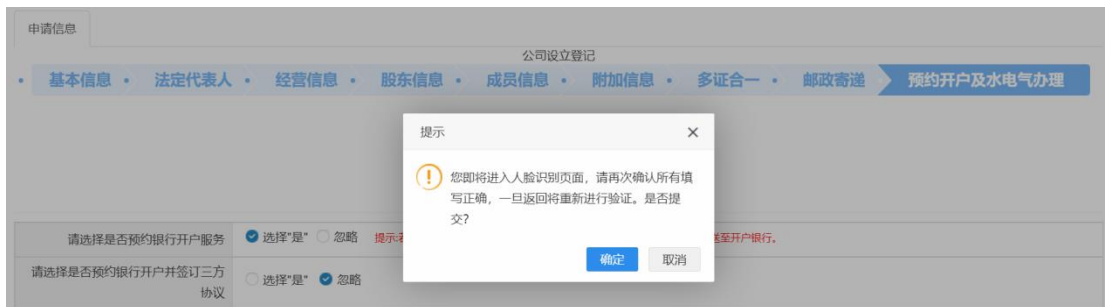 申请信息
公司设立登记
• 基本信息 • 法定代表人 • 经营信息 • 股东信息 • 成员信息 • 附加信息 • 多证合一 • 邮政寄递 预约开户及水电气办理
提示
您即将进入人脸识别页面，请再次确认所有填
写正确，一旦返回将重新进行验证。是否提
交?
确定 取消
请选择是否预约银行开户服务 选择"是" 忽略 提示:若 送至开户银行。
请选择是否预约银行开户并签订三方
协议 选择"是" 忽略